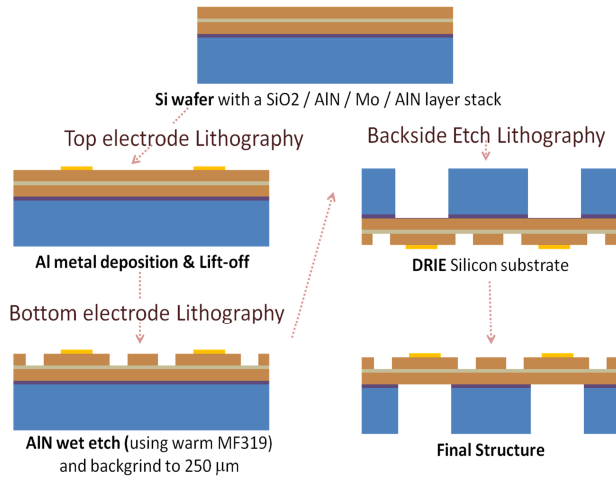 Si wafer with a SiO2 / AlN / Mo / AlN layer stack
Top electrode Lithography
Al metal deposition & Lift-off
Bottom electrode Lithography
AlN wet etch (using warm MF319)
and backgrind to 250 μm
Backside Etch Lithography
DRIE Silicon substrate
Final Structure